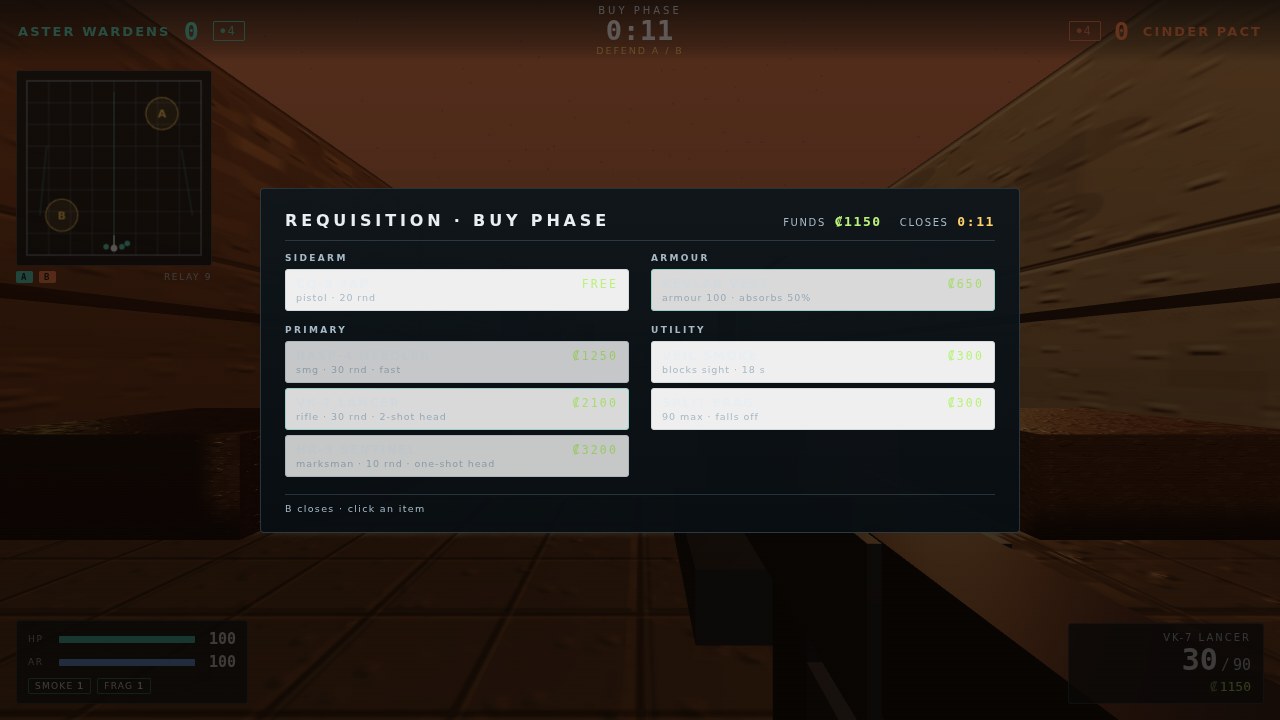 ASTER WARDENS 0 4
BUY PHASE
0:11
DEFEND A / B
4 0 CINDER PACT
A
B
A B RELAY 9
REQUISITION · BUY PHASE
FUNDS ₡1150 CLOSES 0:11
SIDEARM
FREE
pistol · 20 rnd
ARMOUR
₡650
armour 100 · absorbs 50%
PRIMARY
₡1250
smg · 30 rnd · fast
₡2100
rifle · 30 rnd · 2-shot head
₡3200
marksman · 10 rnd · one-shot head
UTILITY
₡300
blocks sight · 18 s
₡300
90 max · falls off
B closes · click an item
HP 100
AR 100
SMOKE 1 FRAG 1
VK-7 LANCER
30 / 90
₡1150